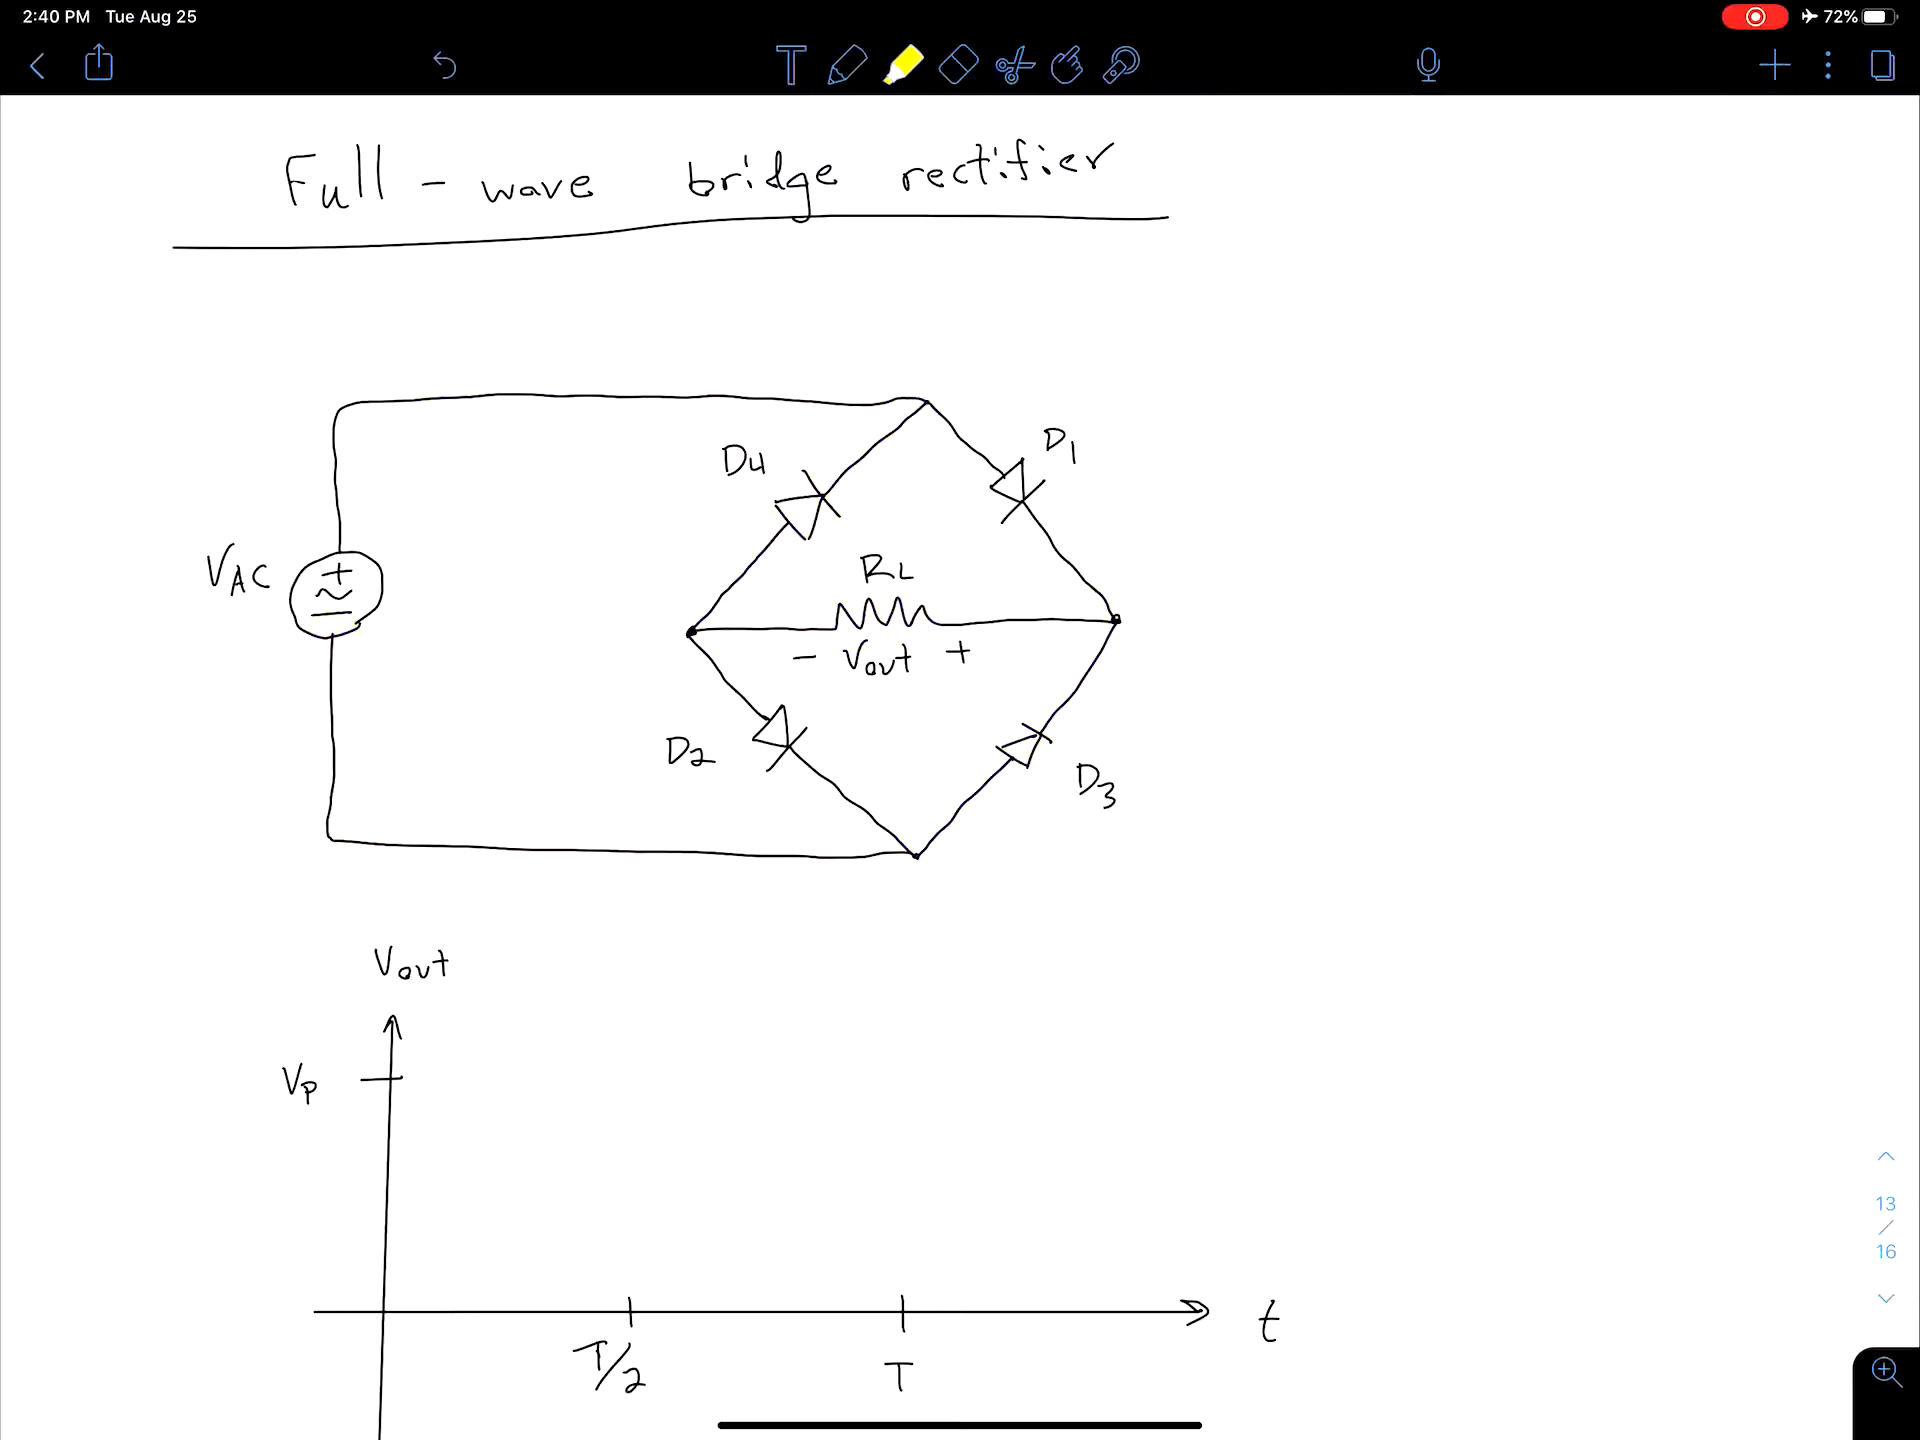 2:40 PM Tue Aug 25
72%
T
Full - wave bridge rectifier
D4
D1
VAC
+
~
−
RL
− Vout +
D2
D3
Vout
Vp
13
/
16
t
T/2
T